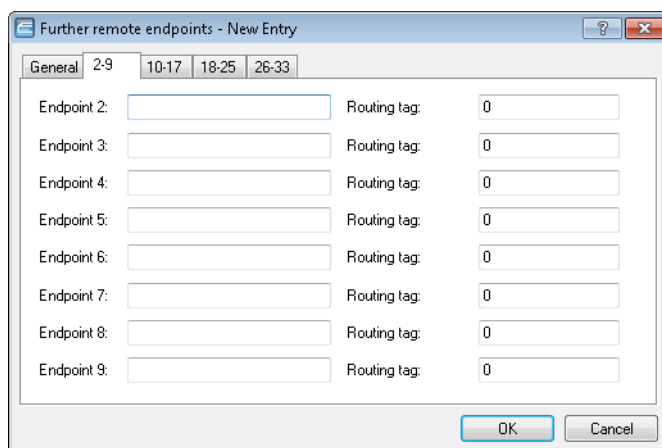 Further remote endpoints - New Entry
General 2-9 10-17 18-25 26-33
Endpoint 2: Routing tag: 0
Endpoint 3: Routing tag: 0
Endpoint 4: Routing tag: 0
Endpoint 5: Routing tag: 0
Endpoint 6: Routing tag: 0
Endpoint 7: Routing tag: 0
Endpoint 8: Routing tag: 0
Endpoint 9: Routing tag: 0
OK Cancel